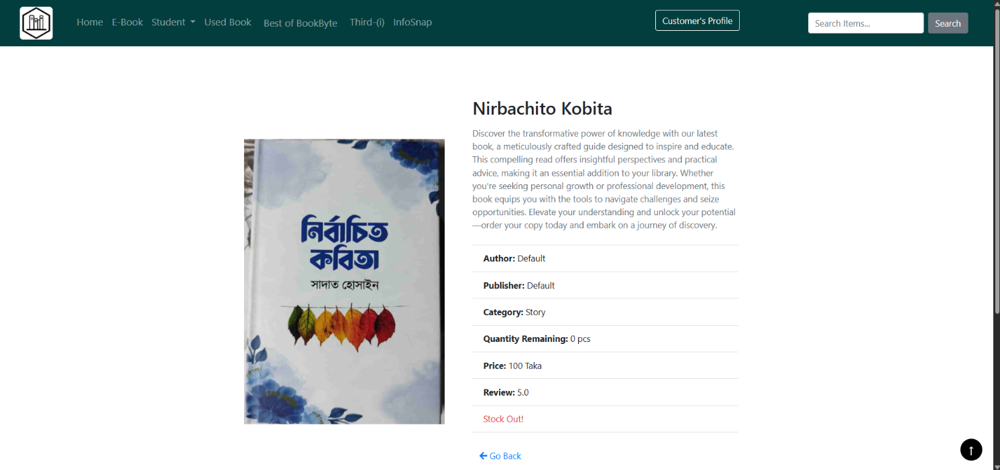 Home E-Book Student Used Book Best of BookByte Third-(i) InfoSnap Customer's Profile Search Items... Search
Nirbachito Kobita
Discover the transformative power of knowledge with our latest
book, a meticulously crafted guide designed to inspire and educate.
This compelling read offers insightful perspectives and practical
advice, making it an essential addition to your library. Whether
you're seeking personal growth or professional development, this
book equips you with the tools to navigate challenges and seize
opportunities. Elevate your understanding and unlock your potential
—order your copy today and embark on a journey of discovery.
নির্বাচিত
কবিতা
সাদাত হোসাইন
Author: Default
Publisher: Default
Category: Story
Quantity Remaining: 0 pcs
Price: 100 Taka
Review: 5.0
Stock Out!
Go Back